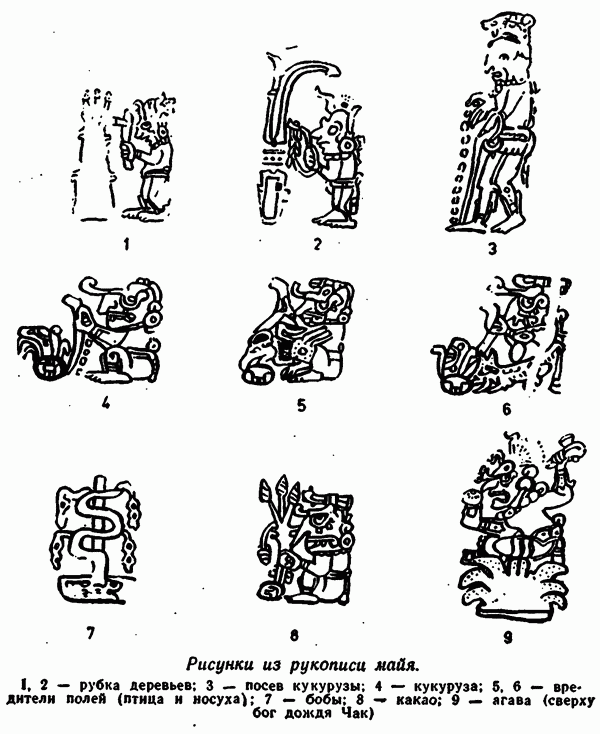 1
2
3
4
5
6
7
8
9
Рисунки из рукописи майя.
1, 2 — рубка деревьев; 3 — посев кукурузы; 4 — кукуруза; 5, 6 — вре-
дители полей (птица и носуха); 7 — бобы; 8 — какао; 9 — агава (сверху
бог дождя Чак)